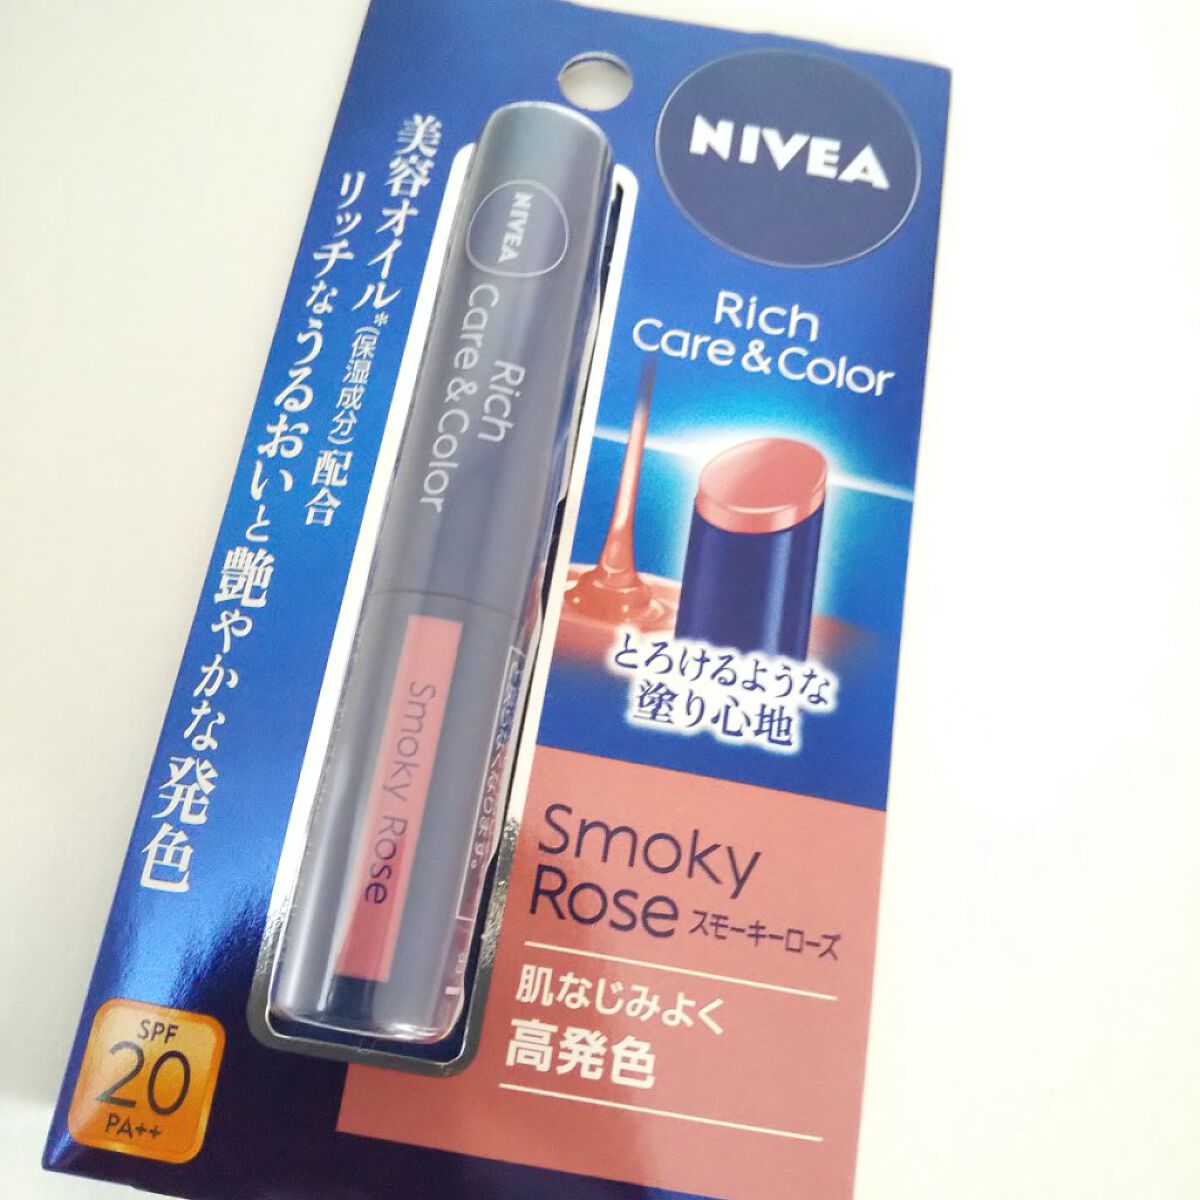 NIVEA
Rich
Care & Color
美容オイル*(保湿成分)配合
リッチなうるおいと艶やかな発色
NIVEA
Rich
Care & Color
Smoky Rose
とろけるような
塗り心地
Smoky
Rose スモーキーローズ
肌なじみよく
高発色
SPF
20
PA++